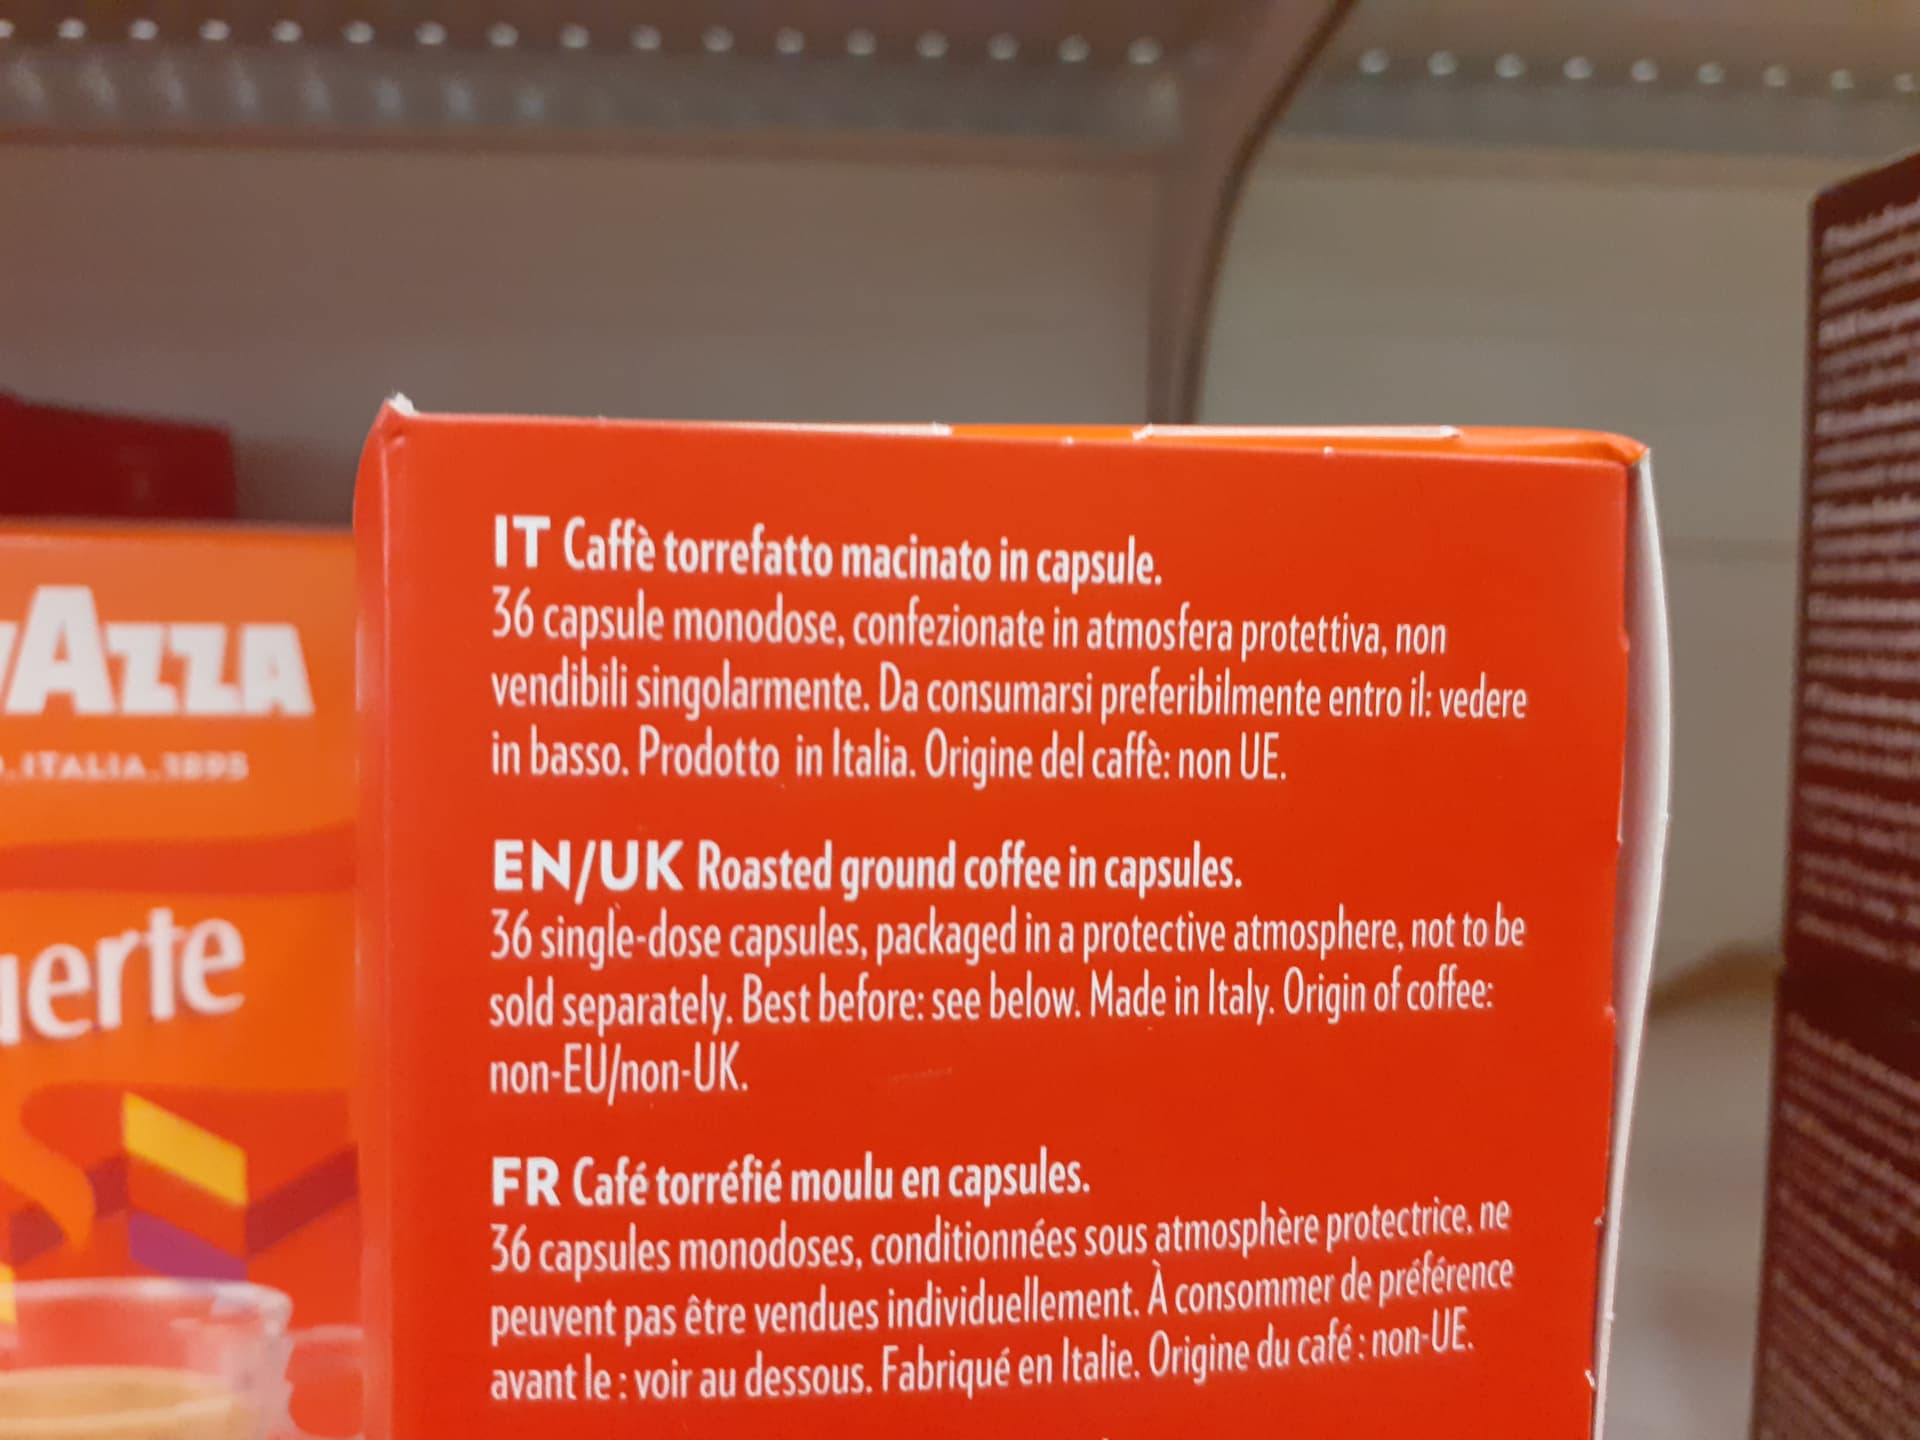 IT Caffè torrefatto macinato in capsule.
36 capsule monodose, confezionate in atmosfera protettiva, non
vendibili singolarmente. Da consumarsi preferibilmente entro il: vedere
in basso. Prodotto in Italia. Origine del caffè: non UE.
EN/UK Roasted ground coffee in capsules.
36 single-dose capsules, packaged in a protective atmosphere, not to be
sold separately. Best before: see below. Made in Italy. Origin of coffee:
non-EU/non-UK.
FR Café torréfié moulu en capsules.
36 capsules monodoses, conditionnées sous atmosphère protectrice, ne
peuvent pas être vendues individuellement. À consommer de préférence
avant le : voir au dessous. Fabriqué en Italie. Origine du café : non-UE.
AZZA
. ITALIA. 1895
uerte